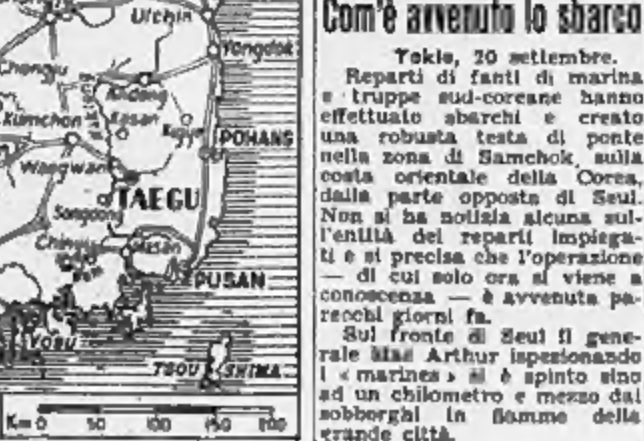 Ulchin
Yongdok
Chongju
Andong
Kumchon
Kasan
POHANG
Waegwan
TAEGU
Songdong
Chinju
Masan
PUSAN
YOSU
TSOU SHIMA
Km 0 50 100 150 200
Com'è avvenuto lo sbarco
Tokio, 20 settembre.
Reparti di fanti di marina
e truppe sud-coreane hanno
effettuato sbarchi e creato
una robusta testa di ponte
nella zona di Samchok, sulla
costa orientale della Corea,
dalla parte opposta di Seul.
Non si ha notizia alcuna sul-
l'entità dei reparti impiega-
ti e si precisa che l'operazione
— di cui solo ora si viene a
conoscenza — è avvenuta pa-
recchi giorni fa.
Sul fronte di Seul il gene-
rale Mac Arthur ispezionando
i « marines » si è spinto sino
ad un chilometro e mezzo dai
sobborghi in fiamme della
grande città.